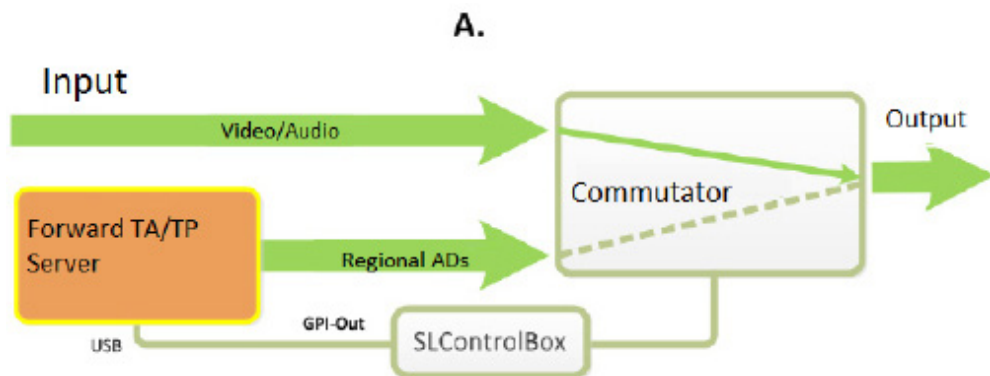 A.
Input
Video/Audio
Output
Commutator
Forward TA/TP
Server
Regional ADs
GPI-Out
USB
SLControlBox